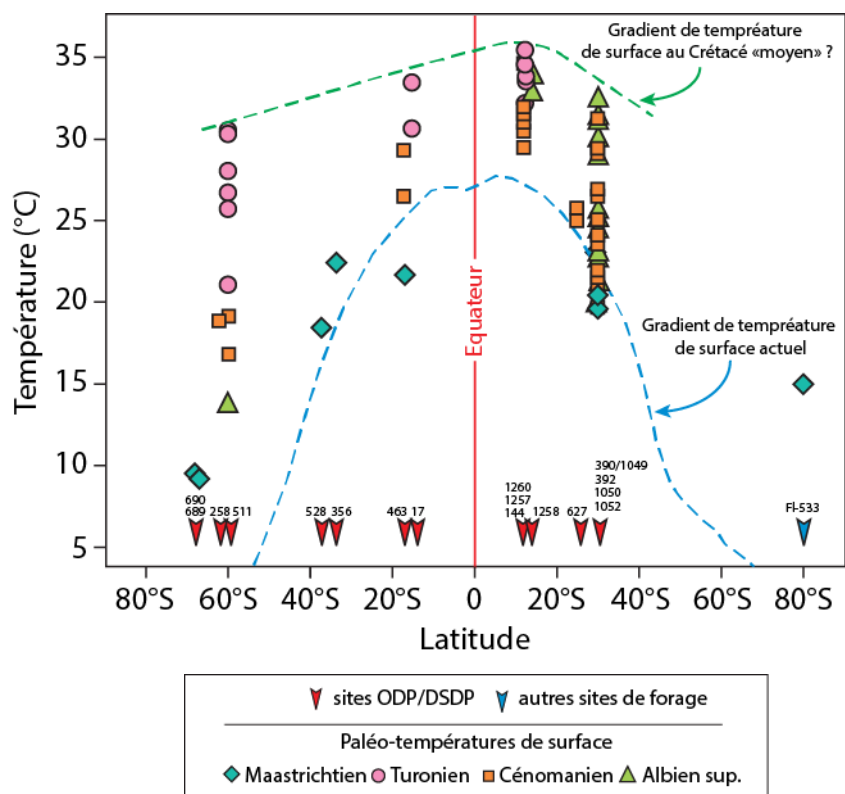 Gradient de tempréature
de surface au Crétacé «moyen» ?
35
30
25
20
15
10
5
Température (°C)
Equateur
Gradient de tempréature
de surface actuel
690
689
258
511
528
356
463
17
1260
1257
144
1258
627
390/1049
392
1050
1052
Fl-533
80°S
60°S
40°S
20°S
0
20°S
40°S
60°S
80°S
Latitude
sites ODP/DSDP
autres sites de forage
Paléo-températures de surface
Maastrichtien
Turonien
Cénomanien
Albien sup.